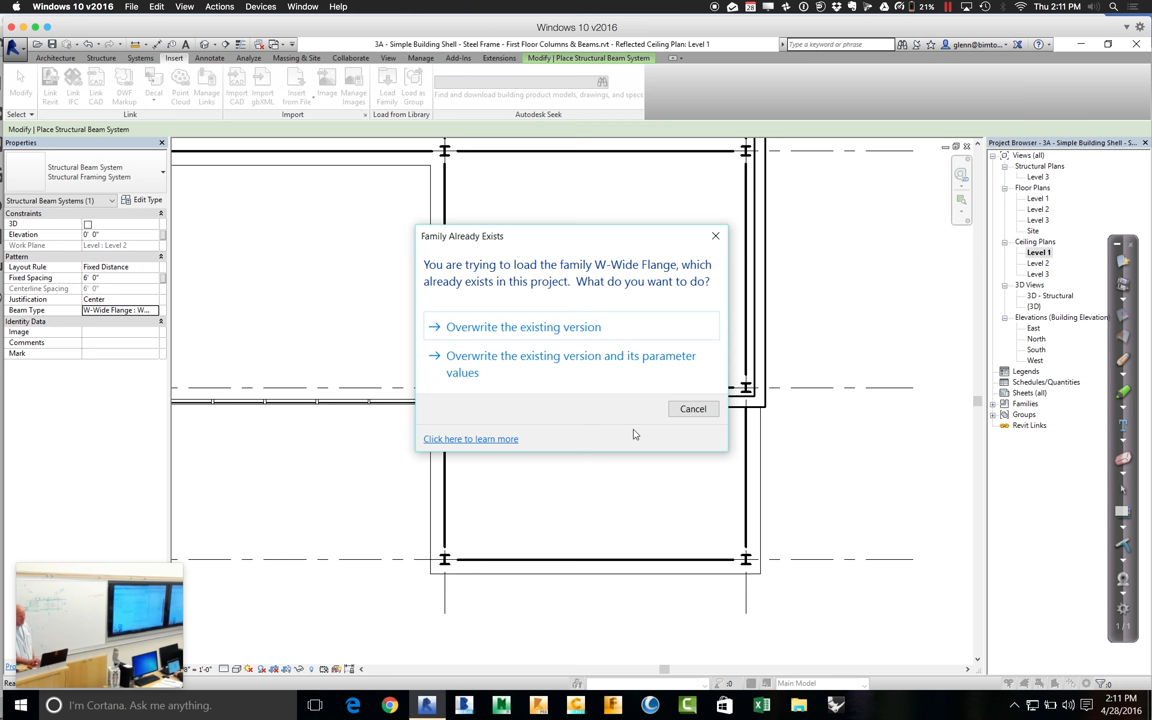 Windows 10 v2016 File Edit View Actions Devices Window Help 21% Thu 2:11 PM
Windows 10 v2016
3A - Simple Building Shell - Steel Frame - First Floor Columns & Beams.rvt - Reflected Ceiling Plan: Level 1
Type a keyword or phrase
glenn@bimto...
Architecture Structure Systems Insert Annotate Analyze Massing & Site Collaborate View Manage Add-Ins Extensions Modify | Place Structural Beam System
Modify
Link Revit
Link IFC
Link CAD
DWF Markup
Decal
Point Cloud
Manage Links
Import CAD
Import gbXML
Insert from File
Image
Manage Images
Load Family
Load as Group
Find and download building product models, drawings, and specs
Select Link Import Load from Library Autodesk Seek
Modify | Place Structural Beam System
Properties
Structural Beam System
Structural Framing System
Structural Beam Systems (1) Edit Type
Constraints
3D
Elevation 0' 0"
Work Plane Level : Level 2
Pattern
Layout Rule Fixed Distance
Fixed Spacing 6' 0"
Centerline Spacing 6' 0"
Justification Center
Beam Type W-Wide Flange : W...
Identity Data
Image
Comments
Mark
Family Already Exists
You are trying to load the family W-Wide Flange, which
already exists in this project. What do you want to do?
Overwrite the existing version
Overwrite the existing version and its parameter
values
Cancel
Click here to learn more
Project Browser - 3A - Simple Building Shell - S...
Views (all)
Structural Plans
Level 3
Floor Plans
Level 1
Level 2
Level 3
Site
Ceiling Plans
Level 1
Level 2
Level 3
3D Views
3D - Structural
{3D}
Elevations (Building Elevation
East
North
South
West
Legends
Schedules/Quantities
Sheets (all)
Families
Groups
Revit Links
1/1
= 1'-0"
:0 Main Model :0
I'm Cortana. Ask me anything.
2:11 PM
4/28/2016